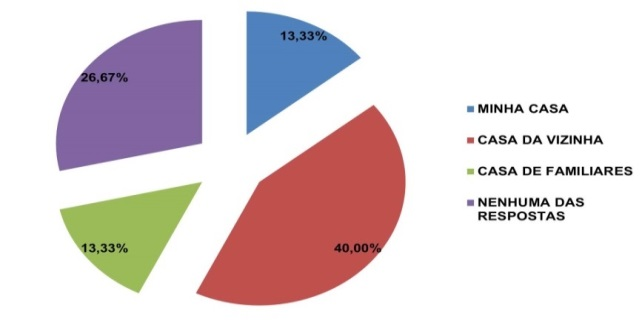 13,33%
26,67%
13,33%
40,00%
MINHA CASA
CASA DA VIZINHA
CASA DE FAMILIARES
NENHUMA DAS
RESPOSTAS